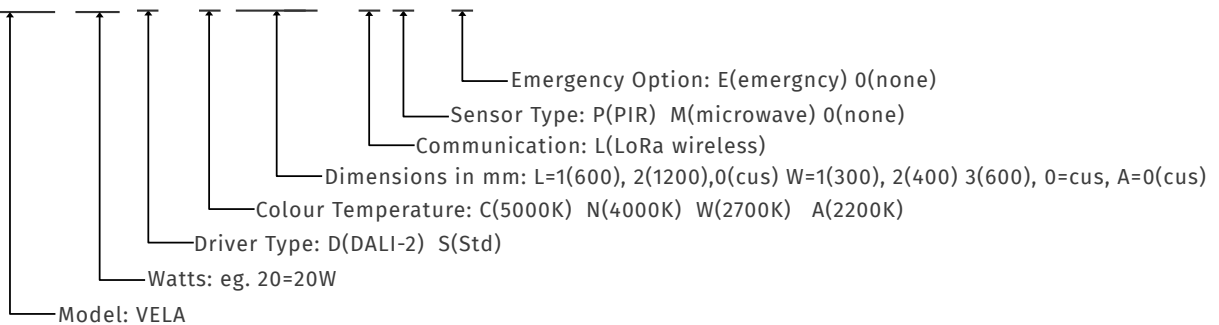 Emergency Option: E(emergncy) 0(none)
Sensor Type: P(PIR) M(microwave) 0(none)
Communication: L(LoRa wireless)
Dimensions in mm: L=1(600), 2(1200),0(cus) W=1(300), 2(400) 3(600), 0=cus, A=0(cus)
Colour Temperature: C(5000K) N(4000K) W(2700K) A(2200K)
Driver Type: D(DALI-2) S(Std)
Watts: eg. 20=20W
Model: VELA